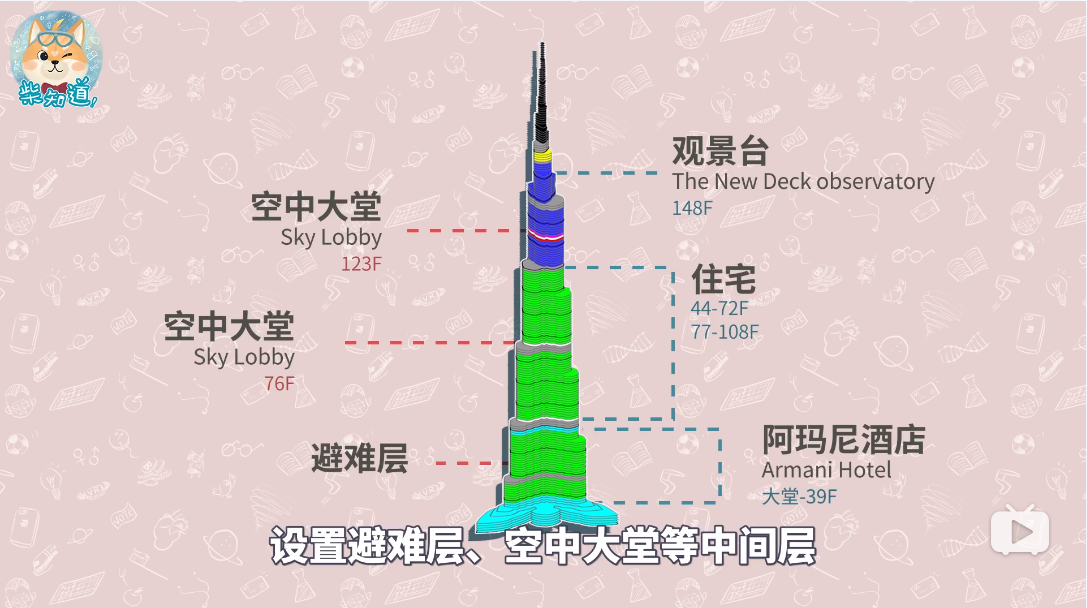 柴知道
观景台
The New Deck observatory
148F
空中大堂
Sky Lobby
123F
住宅
44-72F
77-108F
空中大堂
Sky Lobby
76F
阿玛尼酒店
Armani Hotel
大堂-39F
避难层
设置避难层、空中大堂等中间层